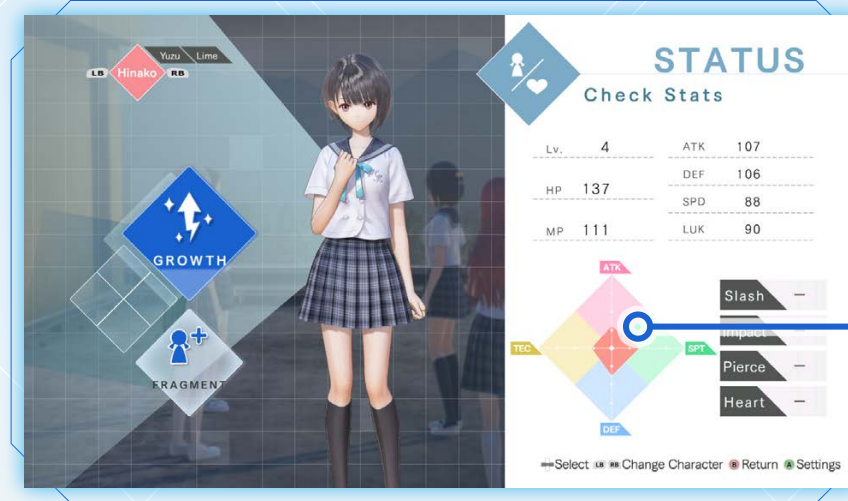 Yuzu Lime
LB Hinako RB
GROWTH
FRAGMENT
STATUS
Check Stats
Lv. 4
HP 137
MP 111
ATK 107
DEF 106
SPD 88
LUK 90
ATK
TEC
SPT
DEF
Slash —
Impact —
Pierce —
Heart —
Select LB RB Change Character B Return A Settings